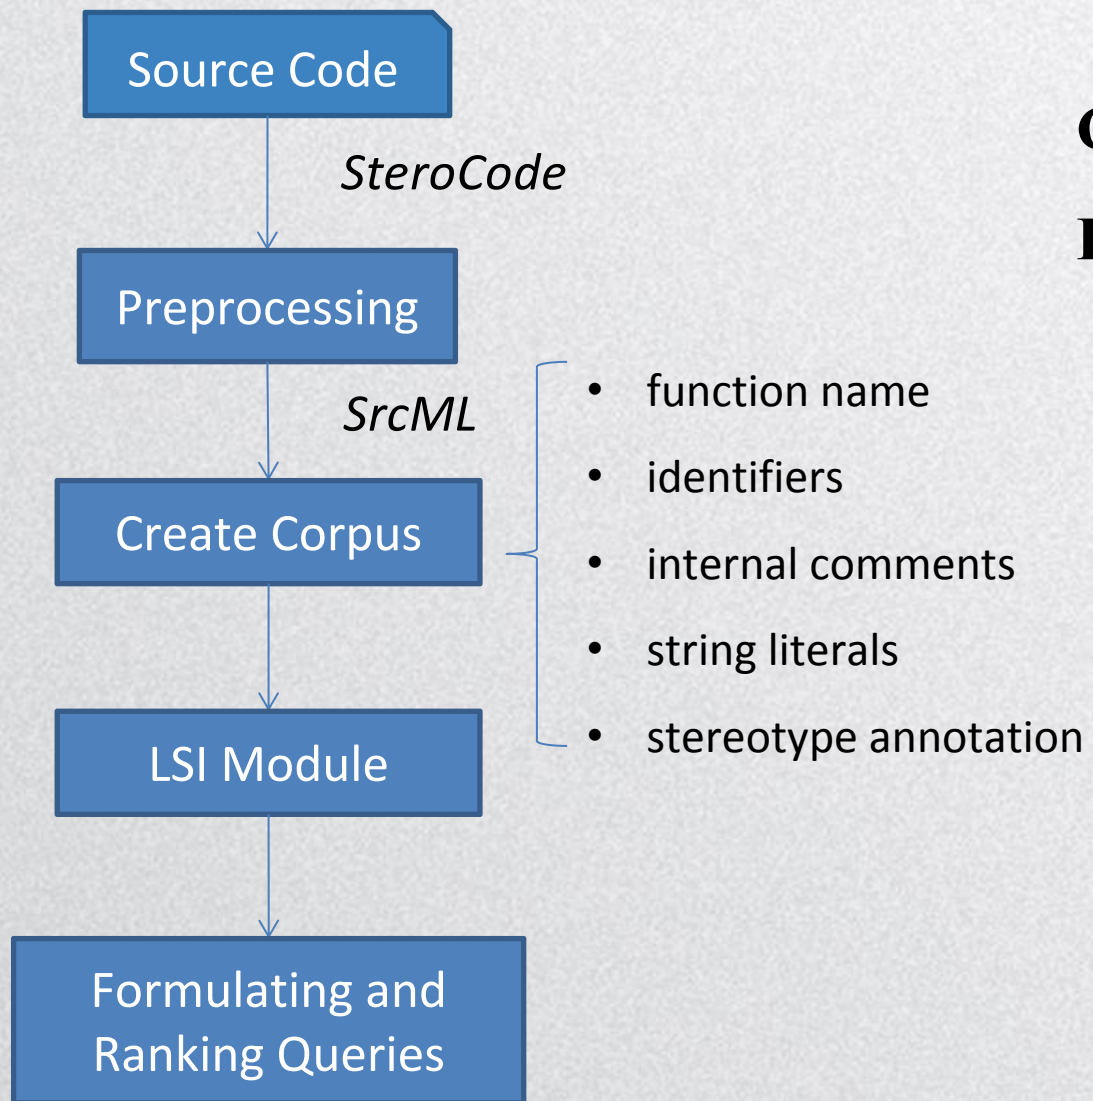 Source Code
SteroCode
Preprocessing
SrcML
Create Corpus
• function name
• identifiers
• internal comments
• string literals
• stereotype annotation
LSI Module
Formulating and
Ranking Queries